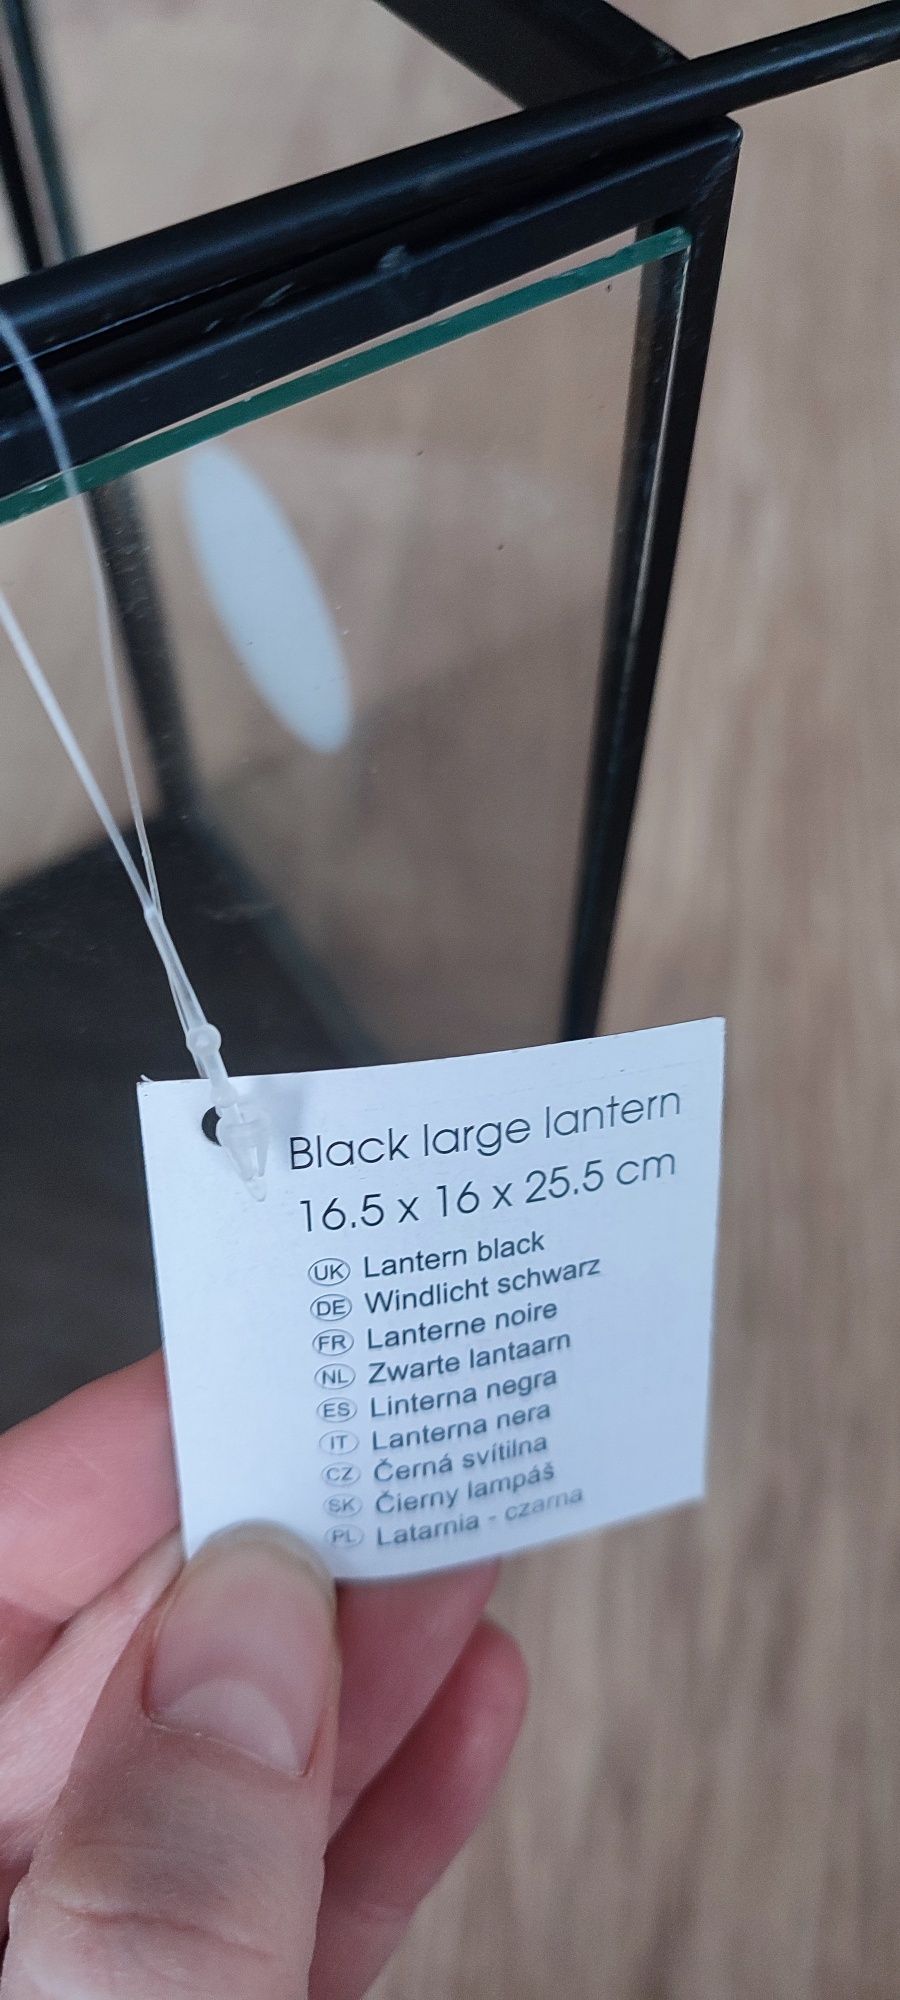 Black large lantern
16.5 x 16 x 25.5 cm
UK Lantern black
DE Windlicht schwarz
FR Lanterne noire
NL Zwarte lantaarn
ES Linterna negra
IT Lanterna nera
CZ Černá svítilna
SK Čierny lampáš
PL Latarnia - czarna